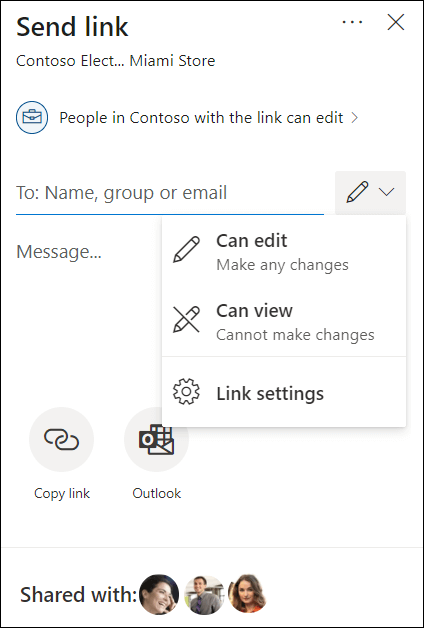 Send link
Contoso Elect... Miami Store
People in Contoso with the link can edit
To: Name, group or email
Message...
Can edit
Make any changes
Can view
Cannot make changes
Link settings
Copy link
Outlook
Shared with: